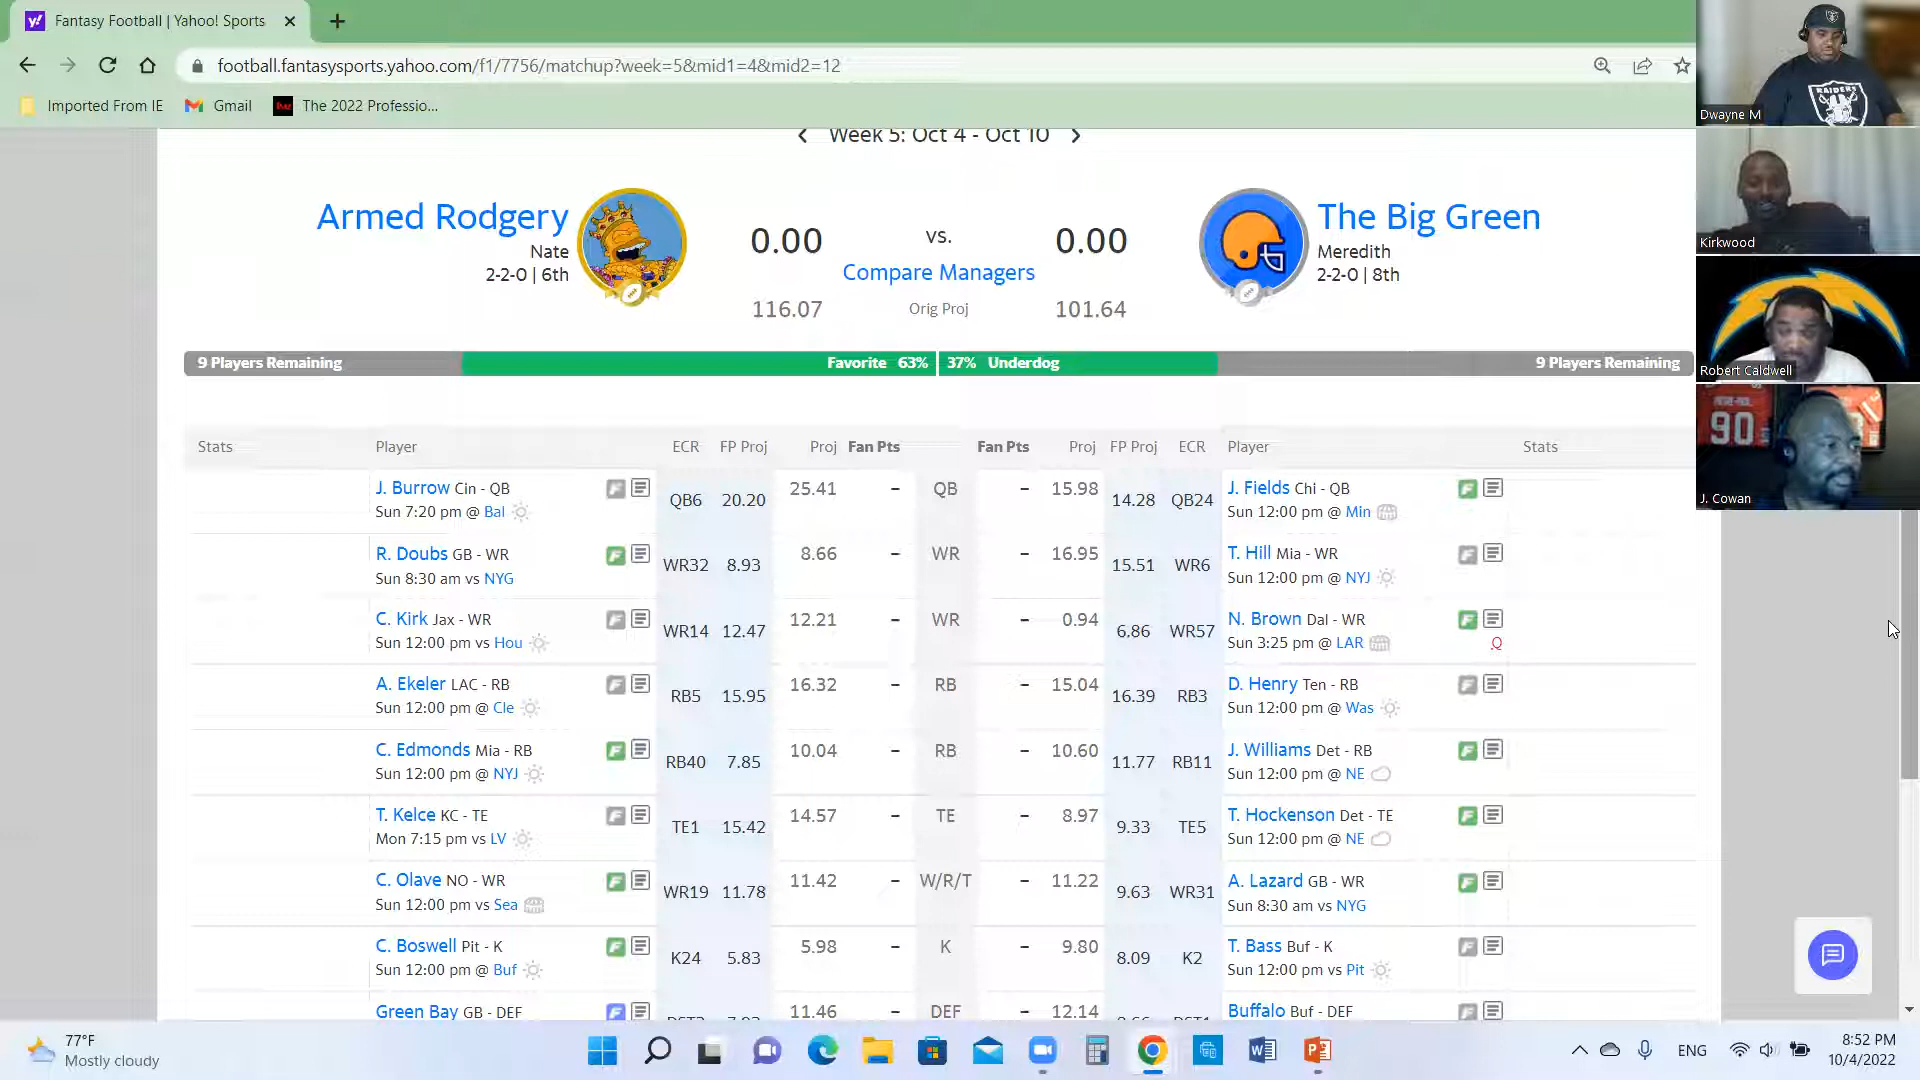 Fantasy Football | Yahoo! Sports
football.fantasysports.yahoo.com/f1/7756/matchup?week=5&mid1=4&mid2=12
Imported From IE Gmail The 2022 Professio...
Week 5: Oct 4 - Oct 10
Armed Rodgery 0.00 vs. 0.00 The Big Green
Nate Meredith
2-2-0 | 6th Compare Managers 2-2-0 | 8th
116.07 Orig Proj 101.64
9 Players Remaining Favorite 63% 37% Underdog 9 Players Remaining
Stats Player ECR FP Proj Proj Fan Pts Fan Pts Proj FP Proj ECR Player Stats
J. Burrow Cin - QB QB6 20.20 25.41 – QB – 15.98 14.28 QB24 J. Fields Chi - QB
Sun 7:20 pm @ Bal Sun 12:00 pm @ Min
R. Doubs GB - WR WR32 8.93 8.66 – WR – 16.95 15.51 WR6 T. Hill Mia - WR
Sun 8:30 am vs NYG Sun 12:00 pm @ NYJ
C. Kirk Jax - WR WR14 12.47 12.21 – WR – 0.94 6.86 WR57 N. Brown Dal - WR
Sun 12:00 pm vs Hou Sun 3:25 pm @ LAR Q
A. Ekeler LAC - RB RB5 15.95 16.32 – RB – 15.04 16.39 RB3 D. Henry Ten - RB
Sun 12:00 pm @ Cle Sun 12:00 pm @ Was
C. Edmonds Mia - RB RB40 7.85 10.04 – RB – 10.60 11.77 RB11 J. Williams Det - RB
Sun 12:00 pm @ NYJ Sun 12:00 pm @ NE
T. Kelce KC - TE TE1 15.42 14.57 – TE – 8.97 9.33 TE5 T. Hockenson Det - TE
Mon 7:15 pm vs LV Sun 12:00 pm @ NE
C. Olave NO - WR WR19 11.78 11.42 – W/R/T – 11.22 9.63 WR31 A. Lazard GB - WR
Sun 12:00 pm vs Sea Sun 8:30 am vs NYG
C. Boswell Pit - K K24 5.83 5.98 – K – 9.80 8.09 K2 T. Bass Buf - K
Sun 12:00 pm @ Buf Sun 12:00 pm vs Pit
Green Bay GB - DEF 11.46 DEF 12.14 Buffalo Buf - DEF
RAIDERS
Dwayne M
Kirkwood
Robert Caldwell
90
J. Cowan
77°F
Mostly cloudy
ENG
8:52 PM
10/4/2022